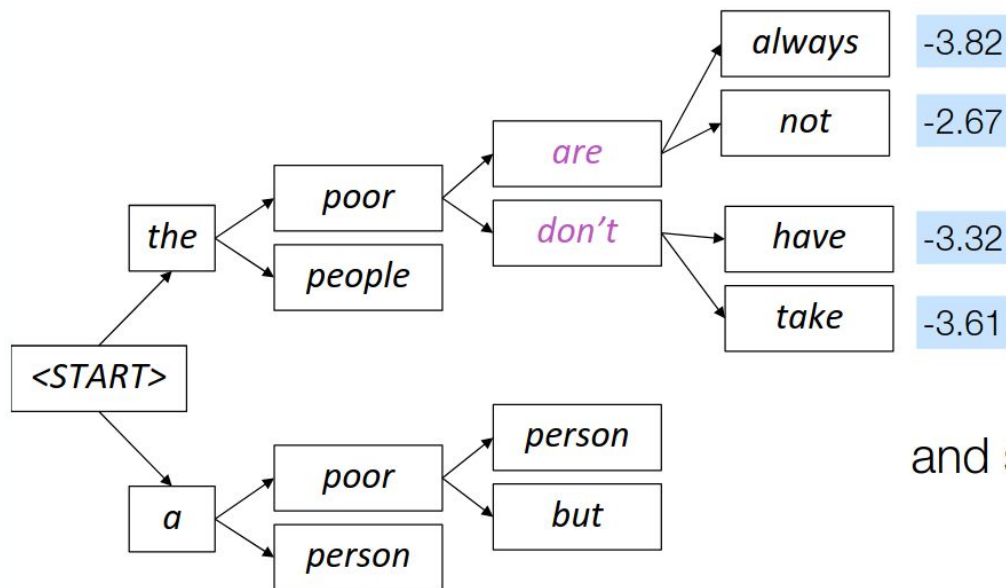 always -3.82
not -2.67
are
poor
don't
the
have -3.32
people
take -3.61
<START>
person
and
poor
but
a
person